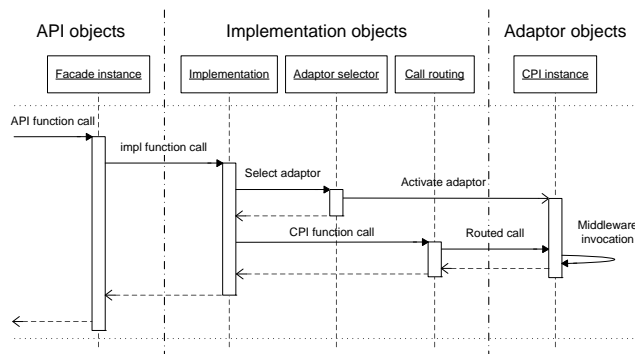 API objects
Implementation objects
Adaptor objects
Facade instance
Implementation
Adaptor selector
Call routing
CPI instance
API function call
impl function call
Select adaptor
Activate adaptor
CPI function call
Routed call
Middleware
invocation